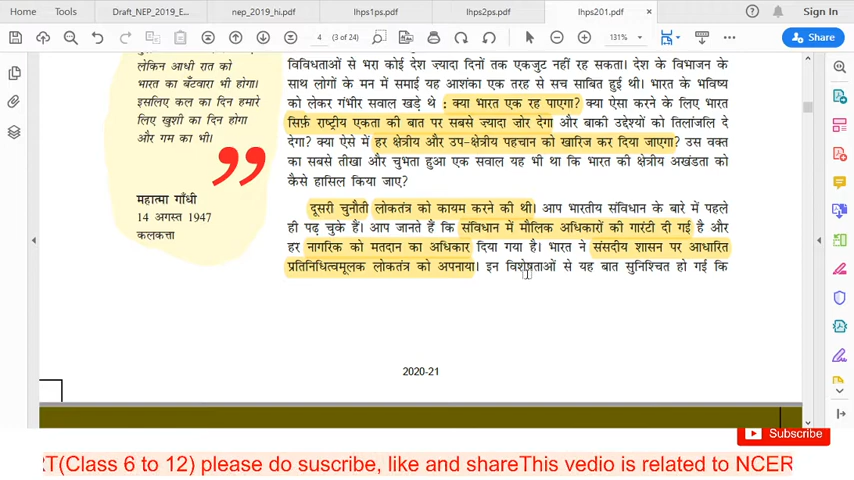 Home
Tools
Draft_NEP_2019_E...
nep_2019_hi.pdf
lhps1ps.pdf
lhps2ps.pdf
lhps201.pdf
Sign In
4 (3 of 24)
131%
Share
लेकिन आधी रात को
भारत का बँटवारा भी होगा।
इसलिए कल का दिन हमारे
लिए खुशी का दिन होगा
और गम का भी।
महात्मा गाँधी
14 अगस्त 1947
कलकत्ता
विविधताओं से भरा कोई देश ज्यादा दिनों तक एकजुट नहीं रह सकता। देश के विभाजन के
साथ लोगों के मन में समाई यह आशंका एक तरह से सच साबित हुई थी। भारत के भविष्य
को लेकर गंभीर सवाल खड़े थे : क्या भारत एक रह पाएगा? क्या ऐसा करने के लिए भारत
सिर्फ़ राष्ट्रीय एकता की बात पर सबसे ज्यादा ज़ोर देगा और बाकी उद्देश्यों को तिलांजलि दे
देगा? क्या ऐसे में हर क्षेत्रीय और उप-क्षेत्रीय पहचान को खारिज कर दिया जाएगा? उस वक्त
का सबसे तीखा और चुभता हुआ एक सवाल यह भी था कि भारत की क्षेत्रीय अखंडता को
कैसे हासिल किया जाए?
दूसरी चुनौती लोकतंत्र को कायम करने की थी। आप भारतीय संविधान के बारे में पहले
ही पढ़ चुके हैं। आप जानते हैं कि संविधान में मौलिक अधिकारों की गारंटी दी गई है और
हर नागरिक को मतदान का अधिकार दिया गया है। भारत ने संसदीय शासन पर आधारित
प्रतिनिधित्वमूलक लोकतंत्र को अपनाया। इन विशेषताओं से यह बात सुनिश्चित हो गई कि
2020-21
Subscribe
RT(Class 6 to 12) please do suscribe, like and shareThis vedio is related to NCER